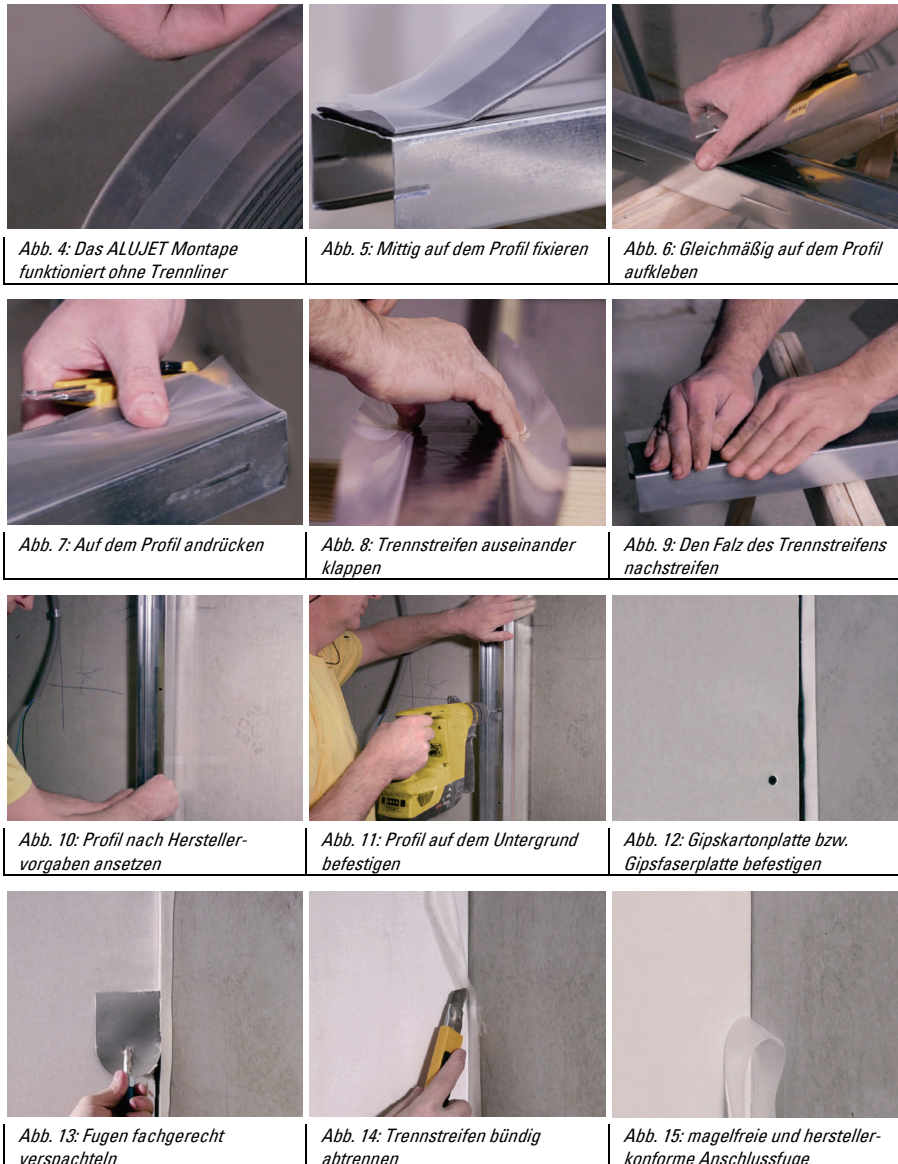 Abb. 4: Das ALUJET Montape
funktioniert ohne Trennliner
Abb. 5: Mittig auf dem Profil fixieren
Abb. 6: Gleichmäßig auf dem Profil
aufkleben
Abb. 7: Auf dem Profil andrücken
Abb. 8: Trennstreifen auseinander
klappen
Abb. 9: Den Falz des Trennstreifens
nachstreifen
Abb. 10: Profil nach Hersteller-
vorgaben ansetzen
Abb. 11: Profil auf dem Untergrund
befestigen
Abb. 12: Gipskartonplatte bzw.
Gipsfaserplatte befestigen
Abb. 13: Fugen fachgerecht
verspachteln
Abb. 14: Trennstreifen bündig
abtrennen
Abb. 15: magelfreie und hersteller-
konforme Anschlussfuge